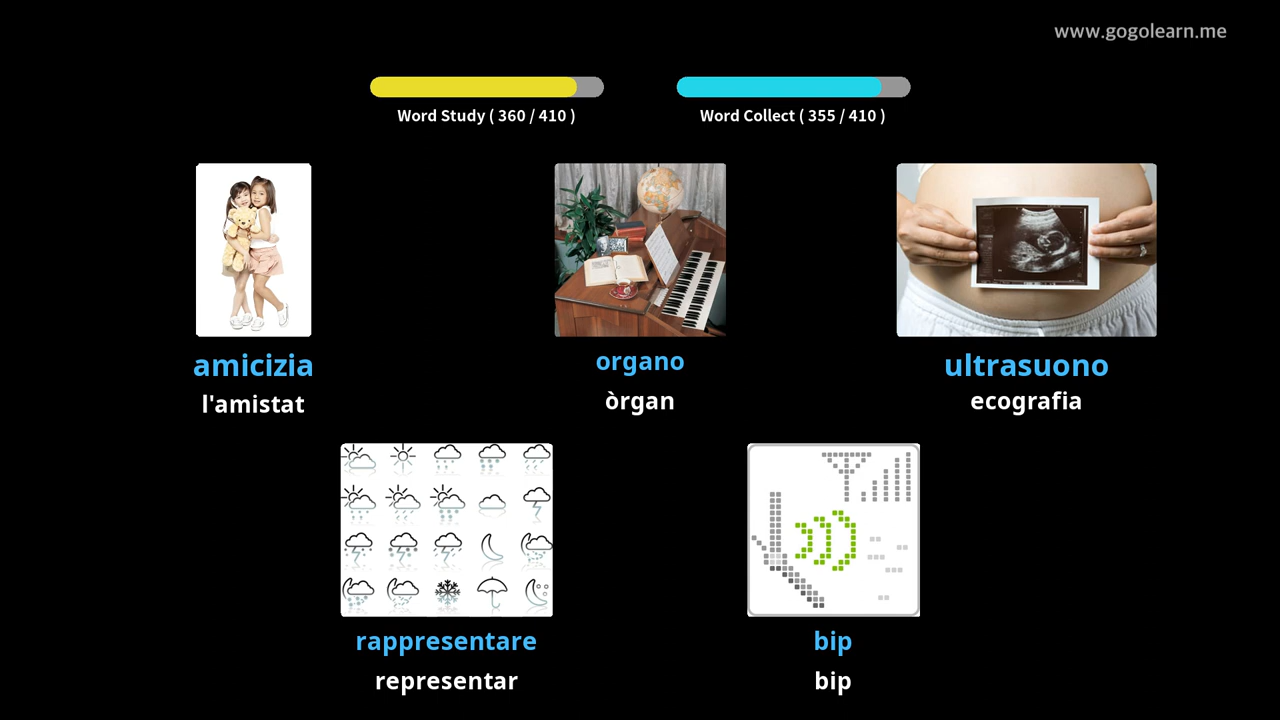 www.gogolearn.me
Word Study ( 360 / 410 )
Word Collect ( 355 / 410 )
amicizia
l'amistat
organo
òrgan
ultrasuono
ecografia
rappresentare
representar
bip
bip